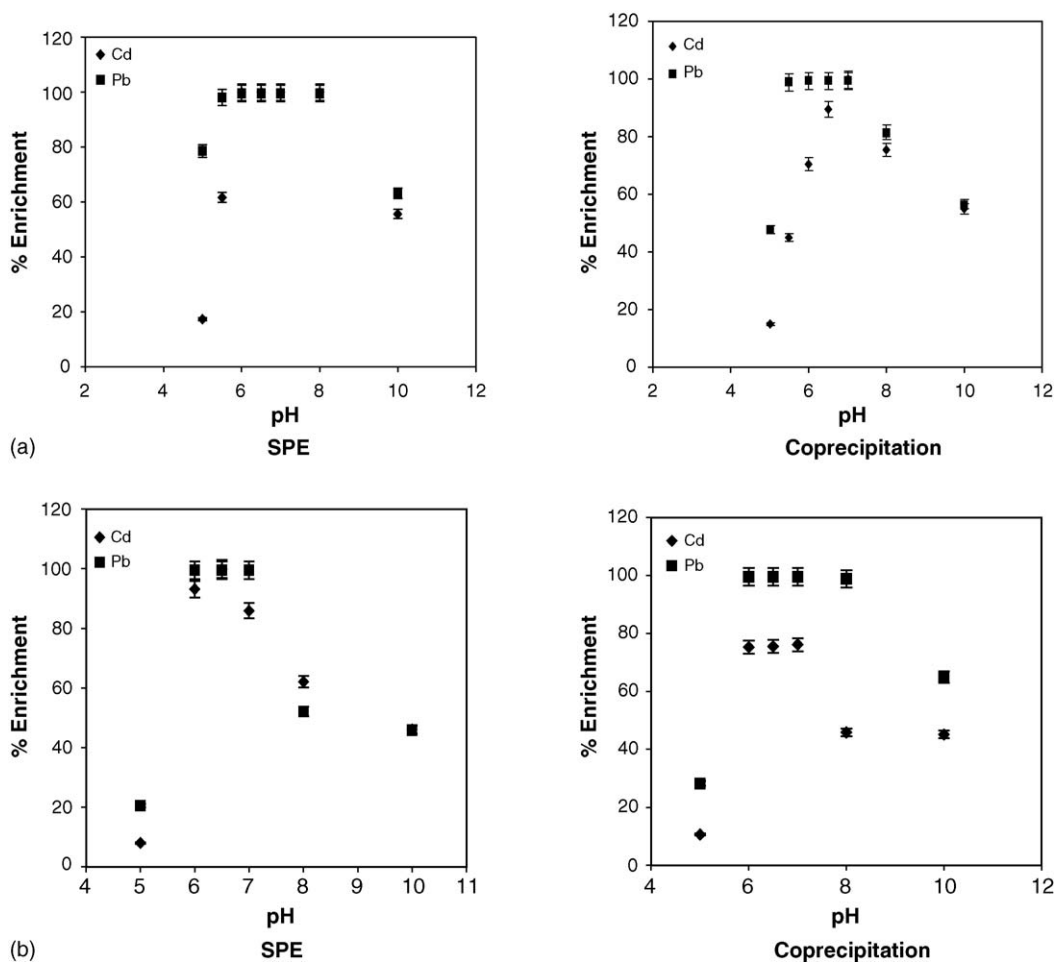 120
100
80
60
40
20
0
% Enrichment
Cd
Pb
2 4 6 8 10 12
pH
(a) SPE
120
100
80
60
40
20
0
% Enrichment
Cd
Pb
2 4 6 8 10 12
pH
Coprecipitation
120
100
80
60
40
20
0
% Enrichment
Cd
Pb
4 5 6 7 8 9 10 11
pH
(b) SPE
120
100
80
60
40
20
0
% Enrichment
Cd
Pb
4 6 8 10 12
pH
Coprecipitation